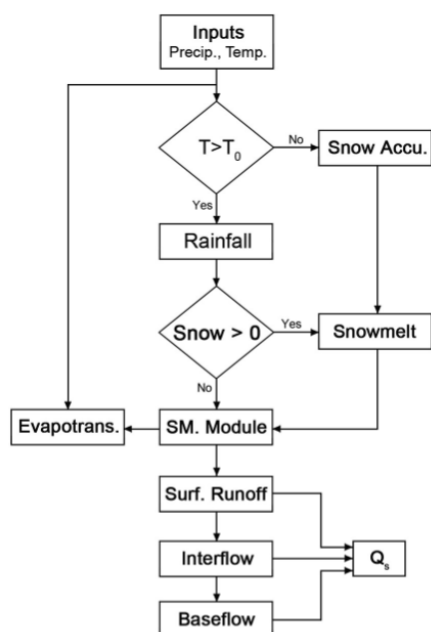 Inputs
Precip., Temp.
T>T₀
No
Snow Accu.
Yes
Rainfall
Snow > 0
Yes
Snowmelt
No
Evapotrans.
SM. Module
Surf. Runoff
Interflow
Qₛ
Baseflow